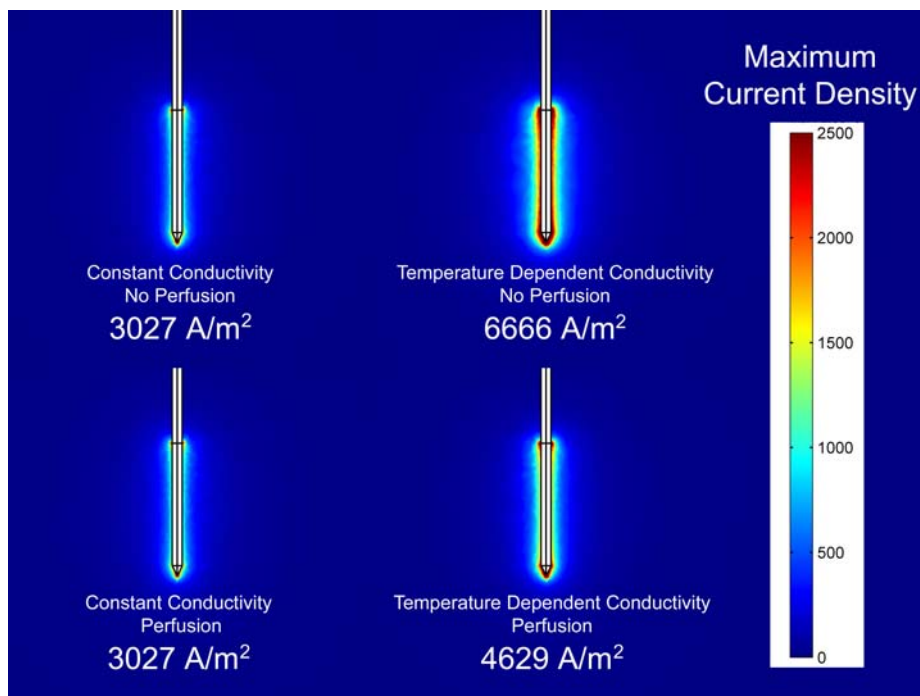 Maximum
Current Density
2500
2000
1500
1000
500
0
Constant Conductivity
No Perfusion
3027 A/m²
Temperature Dependent Conductivity
No Perfusion
6666 A/m²
Constant Conductivity
Perfusion
3027 A/m²
Temperature Dependent Conductivity
Perfusion
4629 A/m²